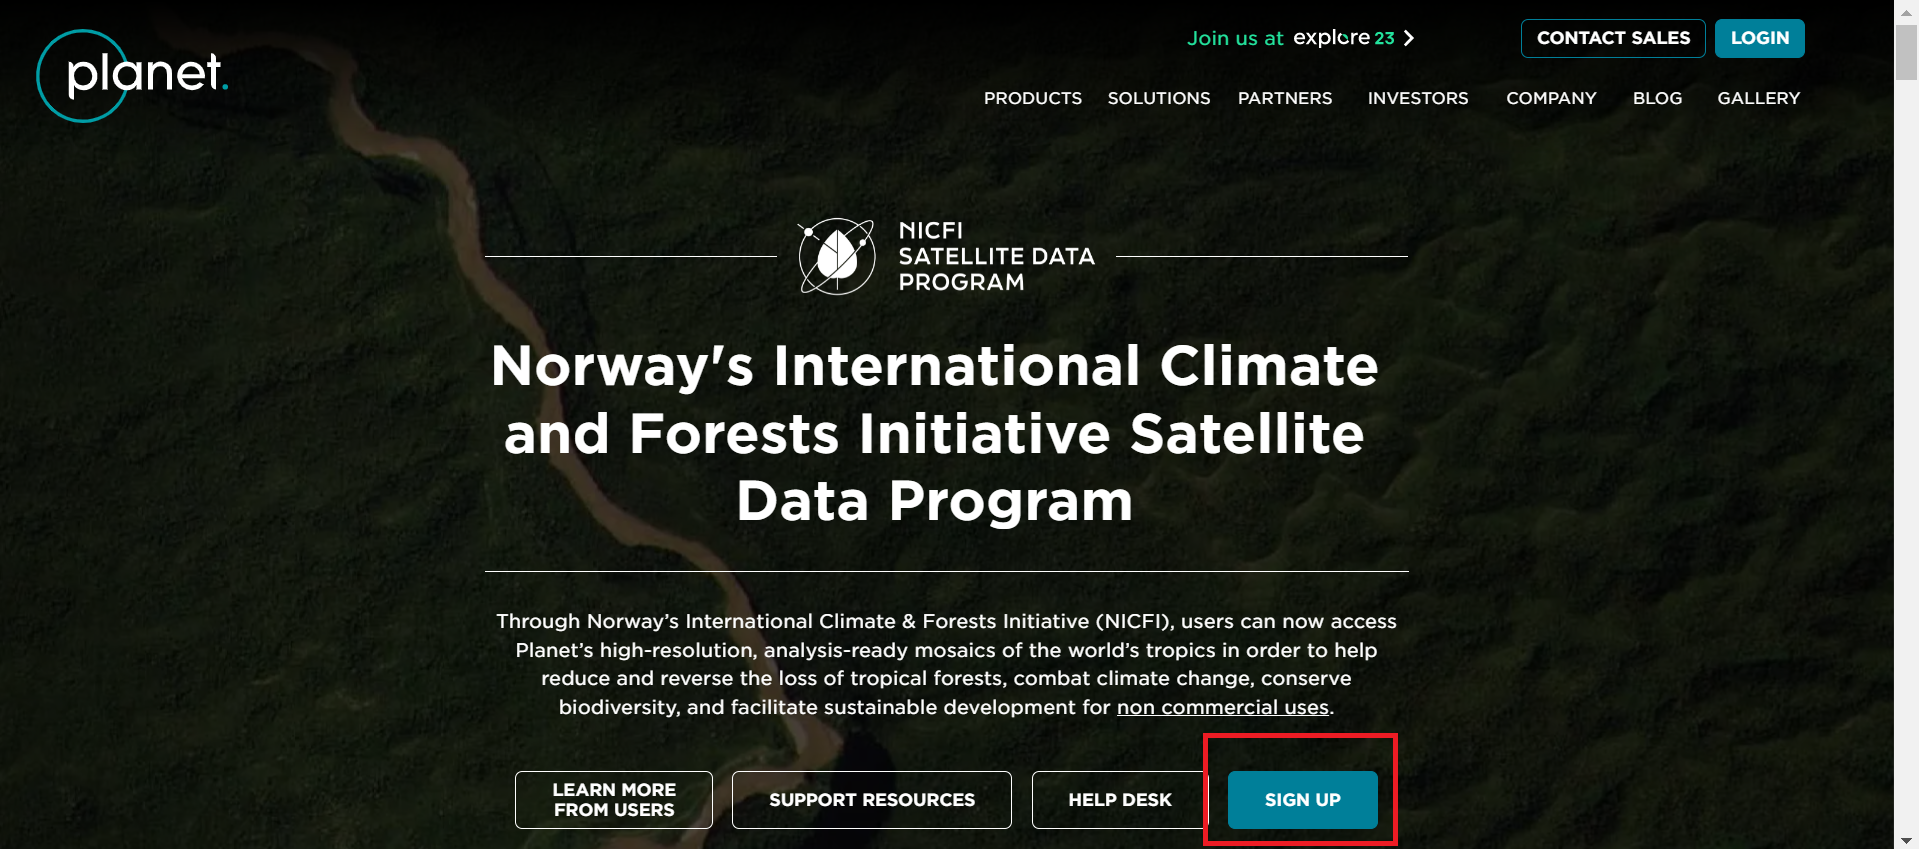 planet.
Join us at explore 23
CONTACT SALES
LOGIN
PRODUCTS
SOLUTIONS
PARTNERS
INVESTORS
COMPANY
BLOG
GALLERY
NICFI
SATELLITE DATA
PROGRAM
Norway's International Climate
and Forests Initiative Satellite
Data Program
Through Norway’s International Climate & Forests Initiative (NICFI), users can now access
Planet’s high-resolution, analysis-ready mosaics of the world’s tropics in order to help
reduce and reverse the loss of tropical forests, combat climate change, conserve
biodiversity, and facilitate sustainable development for non commercial uses.
LEARN MORE
FROM USERS
SUPPORT RESOURCES
HELP DESK
SIGN UP